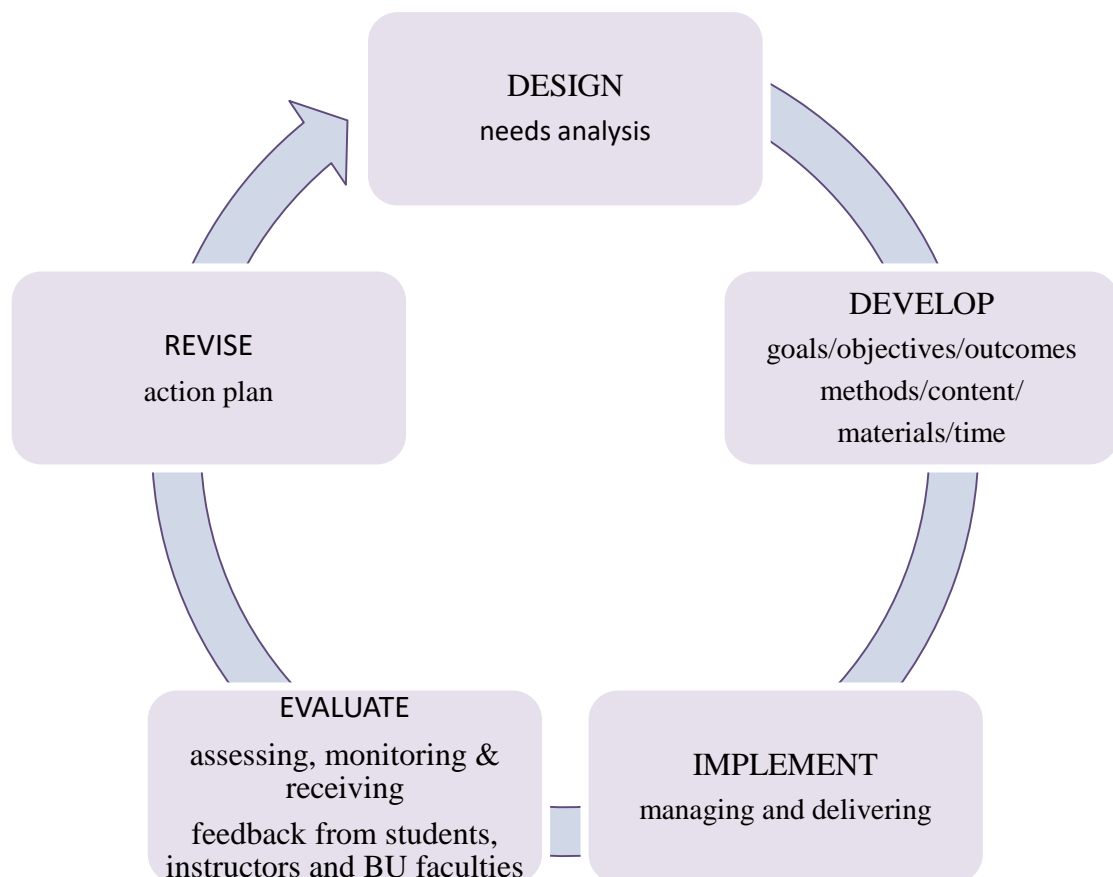 DESIGN
needs analysis
DEVELOP
goals/objectives/outcomes
methods/content/
materials/time
IMPLEMENT
managing and delivering
EVALUATE
assessing, monitoring &
receiving
feedback from students,
instructors and BU faculties
REVISE
action plan